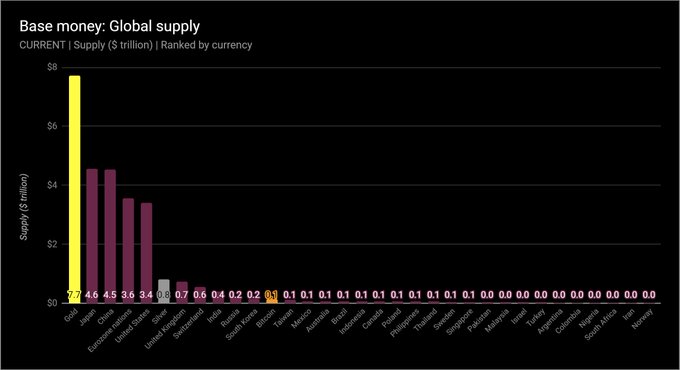 Base money: Global supply
CURRENT | Supply ($ trillion) | Ranked by currency
$8
$6
$4
$2
$0
Supply ($ trillion)
7.7 4.6 4.5 3.6 3.4 0.8 0.7 0.6 0.4 0.2 0.2 0.1 0.1 0.1 0.1 0.1 0.1 0.1 0.1 0.1 0.1 0.1 0.1 0.0 0.0 0.0 0.0 0.0 0.0 0.0 0.0 0.0 0.0
Gold
Japan
China
Eurozone nations
United States
Silver
United Kingdom
Switzerland
India
Russia
South Korea
Bitcoin
Taiwan
Mexico
Australia
Brazil
Indonesia
Canada
Poland
Philippines
Thailand
Sweden
Singapore
Pakistan
Malaysia
Israel
Turkey
Argentina
Colombia
Nigeria
South Africa
Iran
Norway